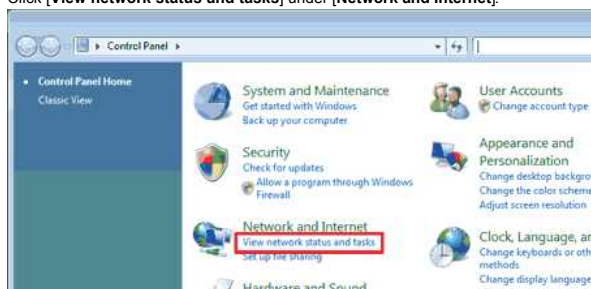 Click [View network status and tasks] under [Network and Internet].
Control Panel
Control Panel Home
Classic View
System and Maintenance
Get started with Windows
Back up your computer
Security
Check for updates
Allow a program through Windows
Firewall
Network and Internet
View network status and tasks
Set up file sharing
Hardware and Sound
User Accounts
Change account type
Appearance and
Personalization
Change desktop backgro
Change the color scheme
Adjust screen resolution
Clock, Language, an
Change keyboards or oth
methods
Change display language